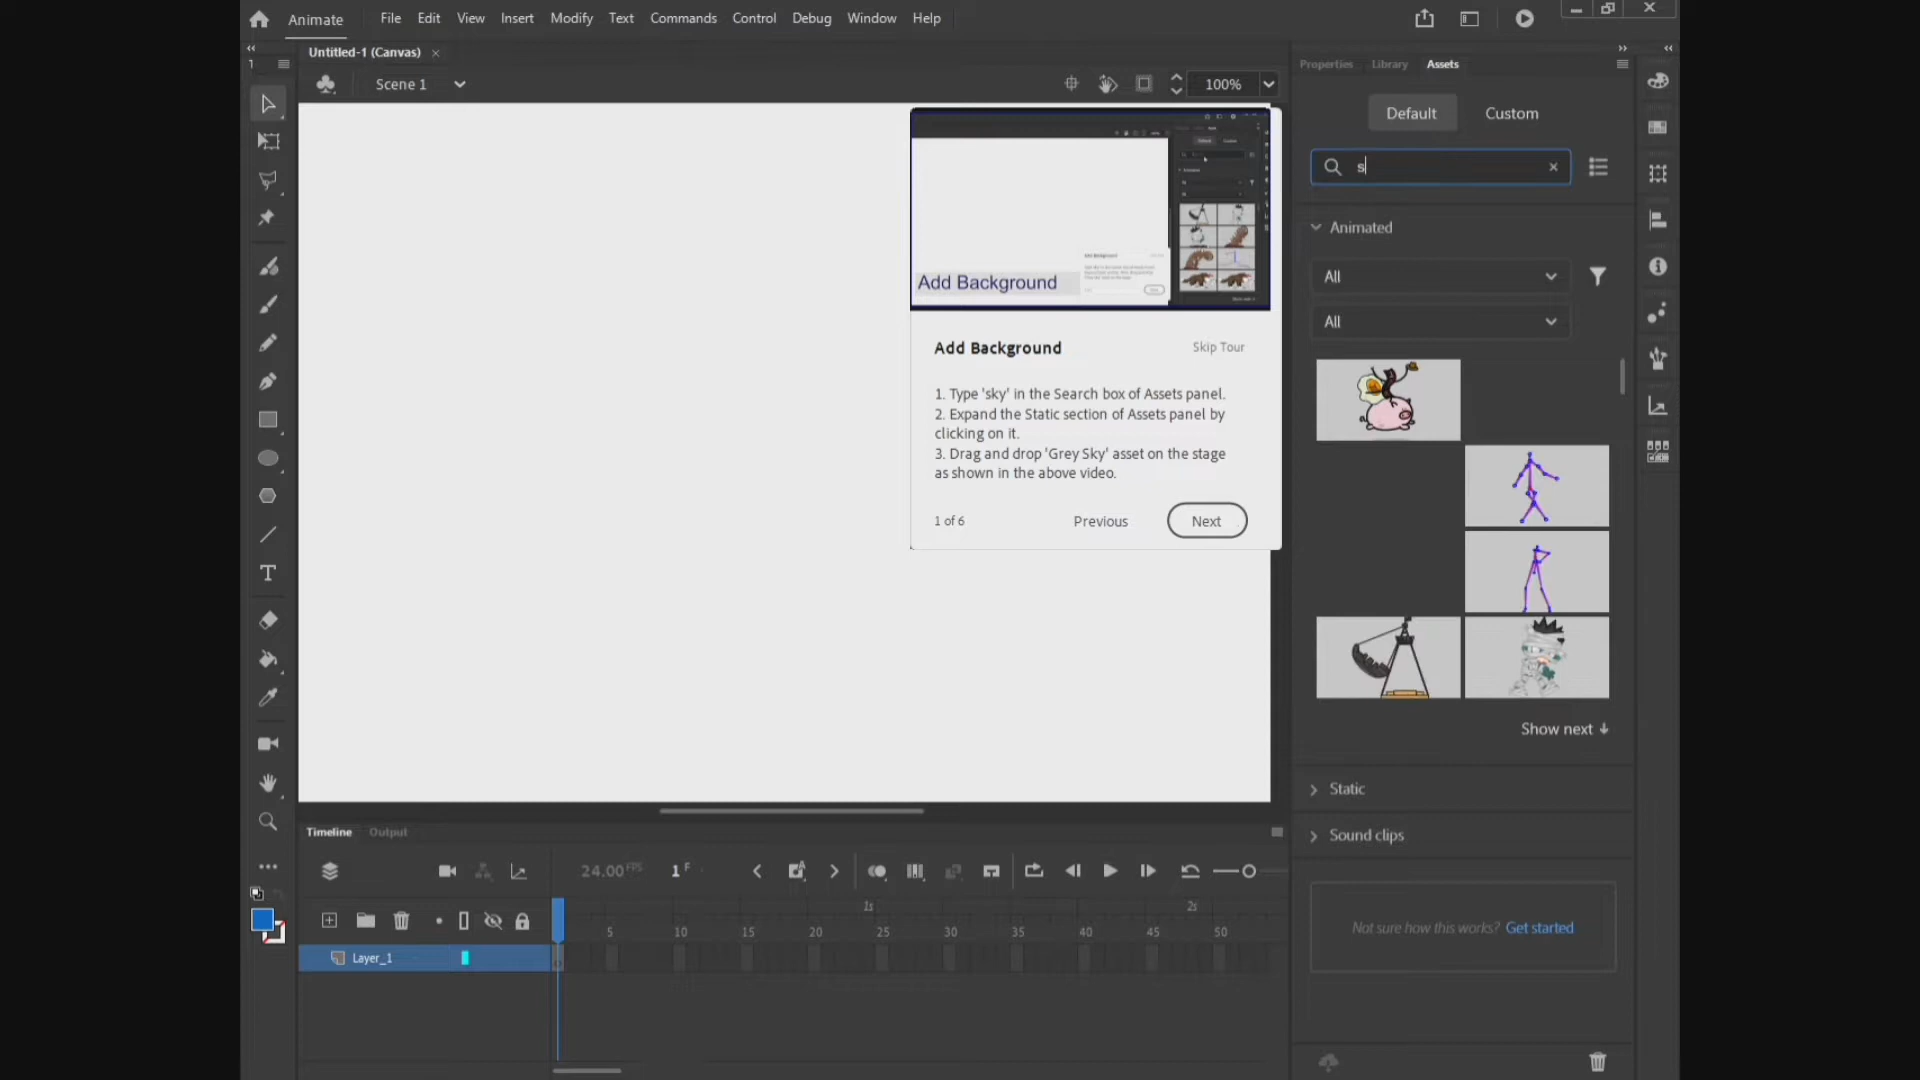 Animate File Edit View Insert Modify Text Commands Control Debug Window Help
Untitled-1 (Canvas)
Scene 1
100%
Properties Library Assets
Default Custom
s
Animated
All
All
Show next
Static
Sound clips
Not sure how this works? Get started
Add Background
Add Background Skip Tour
1. Type 'sky' in the Search box of Assets panel.
2. Expand the Static section of Assets panel by
clicking on it.
3. Drag and drop 'Grey Sky' asset on the stage
as shown in the above video.
1 of 6 Previous Next
Timeline Output
24.00 FPS 1 F
1s 2s
5 10 15 20 25 30 35 40 45 50
Layer_1